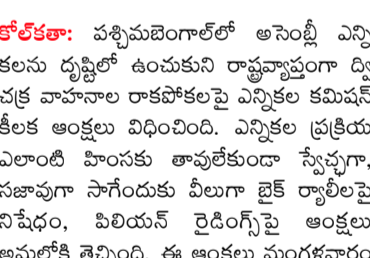 కోల్‌కతా: పశ్చిమబెంగాల్‌లో అసెంబ్లీ ఎన్ని
కలను దృష్టిలో ఉంచుకుని రాష్ట్రవ్యాప్తంగా ద్వి
చక్ర వాహనాల రాకపోకలపై ఎన్నికల కమిషన్
కీలక ఆంక్షలు విధించింది. ఎన్నికల ప్రక్రియ
ఎలాంటి హింసకు తావులేకుండా స్వేచ్ఛగా,
సజావుగా సాగేందుకు వీలుగా బైక్ ర్యాలీలపై
నిషేధం, పిలియన్ రైడింగ్స్‌పై ఆంక్షలు
అమలోకి తెచ్చింది. ఈ ఆంక్షలు మంగళవారం